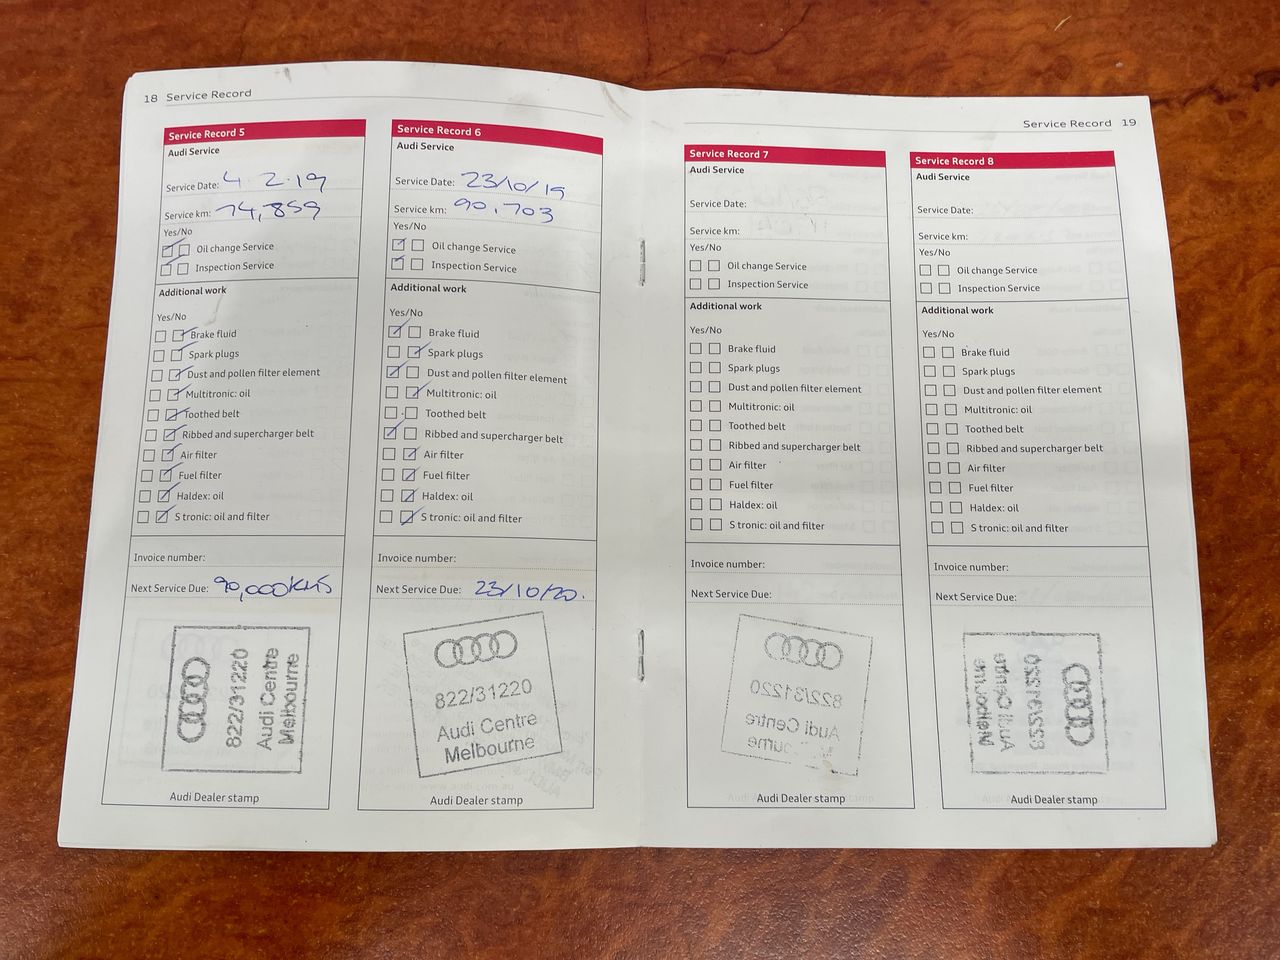 18 Service Record
Service Record 5
Audi Service
Service Date: 4.2.19
Service km: 74,859
Yes/No
Oil change Service
Inspection Service
Additional work
Yes/No
Brake fluid
Spark plugs
Dust and pollen filter element
Multitronic: oil
Toothed belt
Ribbed and supercharger belt
Air filter
Fuel filter
Haldex: oil
S tronic: oil and filter
Invoice number:
Next Service Due: 90,000KMS
822/31220
Audi Centre
Melbourne
Audi Dealer stamp
Service Record 6
Audi Service
Service Date: 23/10/19
Service km: 90,703
Yes/No
Oil change Service
Inspection Service
Additional work
Yes/No
Brake fluid
Spark plugs
Dust and pollen filter element
Multitronic: oil
Toothed belt
Ribbed and supercharger belt
Air filter
Fuel filter
Haldex: oil
S tronic: oil and filter
Invoice number:
Next Service Due: 23/10/20.
822/31220
Audi Centre
Melbourne
Audi Dealer stamp
Service Record 19
Service Record 7
Audi Service
Service Date:
Service km:
Yes/No
Oil change Service
Inspection Service
Additional work
Yes/No
Brake fluid
Spark plugs
Dust and pollen filter element
Multitronic: oil
Toothed belt
Ribbed and supercharger belt
Air filter
Fuel filter
Haldex: oil
S tronic: oil and filter
Invoice number:
Next Service Due:
822/31220
Audi Centre
Audi Dealer stamp
Service Record 8
Audi Service
Service Date:
Service km:
Yes/No
Oil change Service
Inspection Service
Additional work
Yes/No
Brake fluid
Spark plugs
Dust and pollen filter element
Multitronic: oil
Toothed belt
Ribbed and supercharger belt
Air filter
Fuel filter
Haldex: oil
S tronic: oil and filter
Invoice number:
Next Service Due:
822/31220
Audi Centre
Melbourne
Audi Dealer stamp